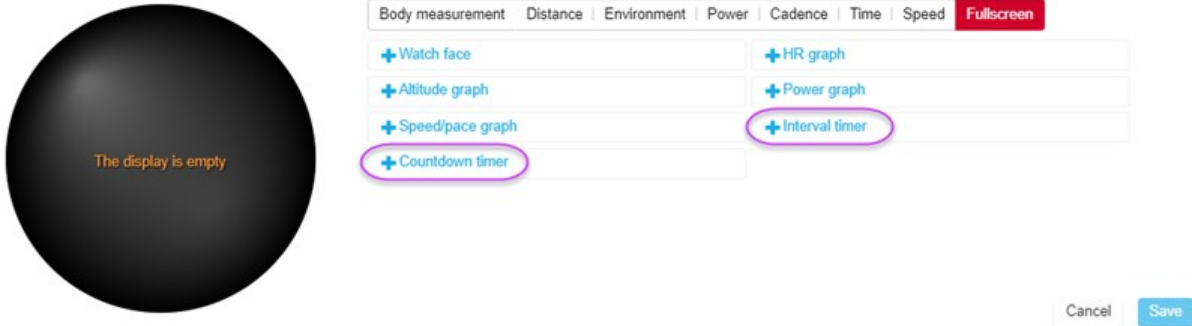 Body measurement Distance Environment Power Cadence Time Speed Fullscreen
Watch face
HR graph
Altitude graph
Power graph
Speed/pace graph
Interval timer
Countdown timer
The display is empty
Cancel Save